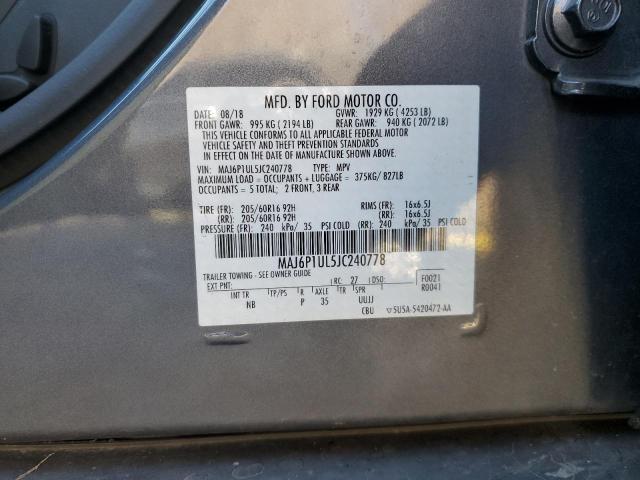 MFD. BY FORD MOTOR CO.
DATE: 08/18 GVWR: 1929 KG ( 4253 LB)
FRONT GAWR: 995 KG ( 2194 LB) REAR GAWR: 940 KG ( 2072 LB)
THIS VEHICLE CONFORMS TO ALL APPLICABLE FEDERAL MOTOR
VEHICLE SAFETY AND THEFT PREVENTION STANDARDS
IN EFFECT ON THE DATE OF MANUFACTURE SHOWN ABOVE.
VIN: MAJ6P1UL5JC240778 TYPE: MPV
MAXIMUM LOAD = OCCUPANTS + LUGGAGE = 375KG/ 827LB
OCCUPANTS = 5 TOTAL; 2 FRONT, 3 REAR
TIRE (FR): 205/60R16 92H RIMS (FR): 16x6.5J
(RR): 205/60R16 92H (RR): 16x6.5J
PRESSURE (FR): 240 kPa/ 35 PSI COLD (RR): 240 kPa/ 35 PSI COLD
MAJ6P1UL5JC240778
TRAILER TOWING - SEE OWNER GUIDE
EXT PNT: RC: 27 DSO: F0021
R0041
INT TR TP/PS R AXLE TR SPR
NB P 35 UUJJ
CBU 5U5A-5420472-AA